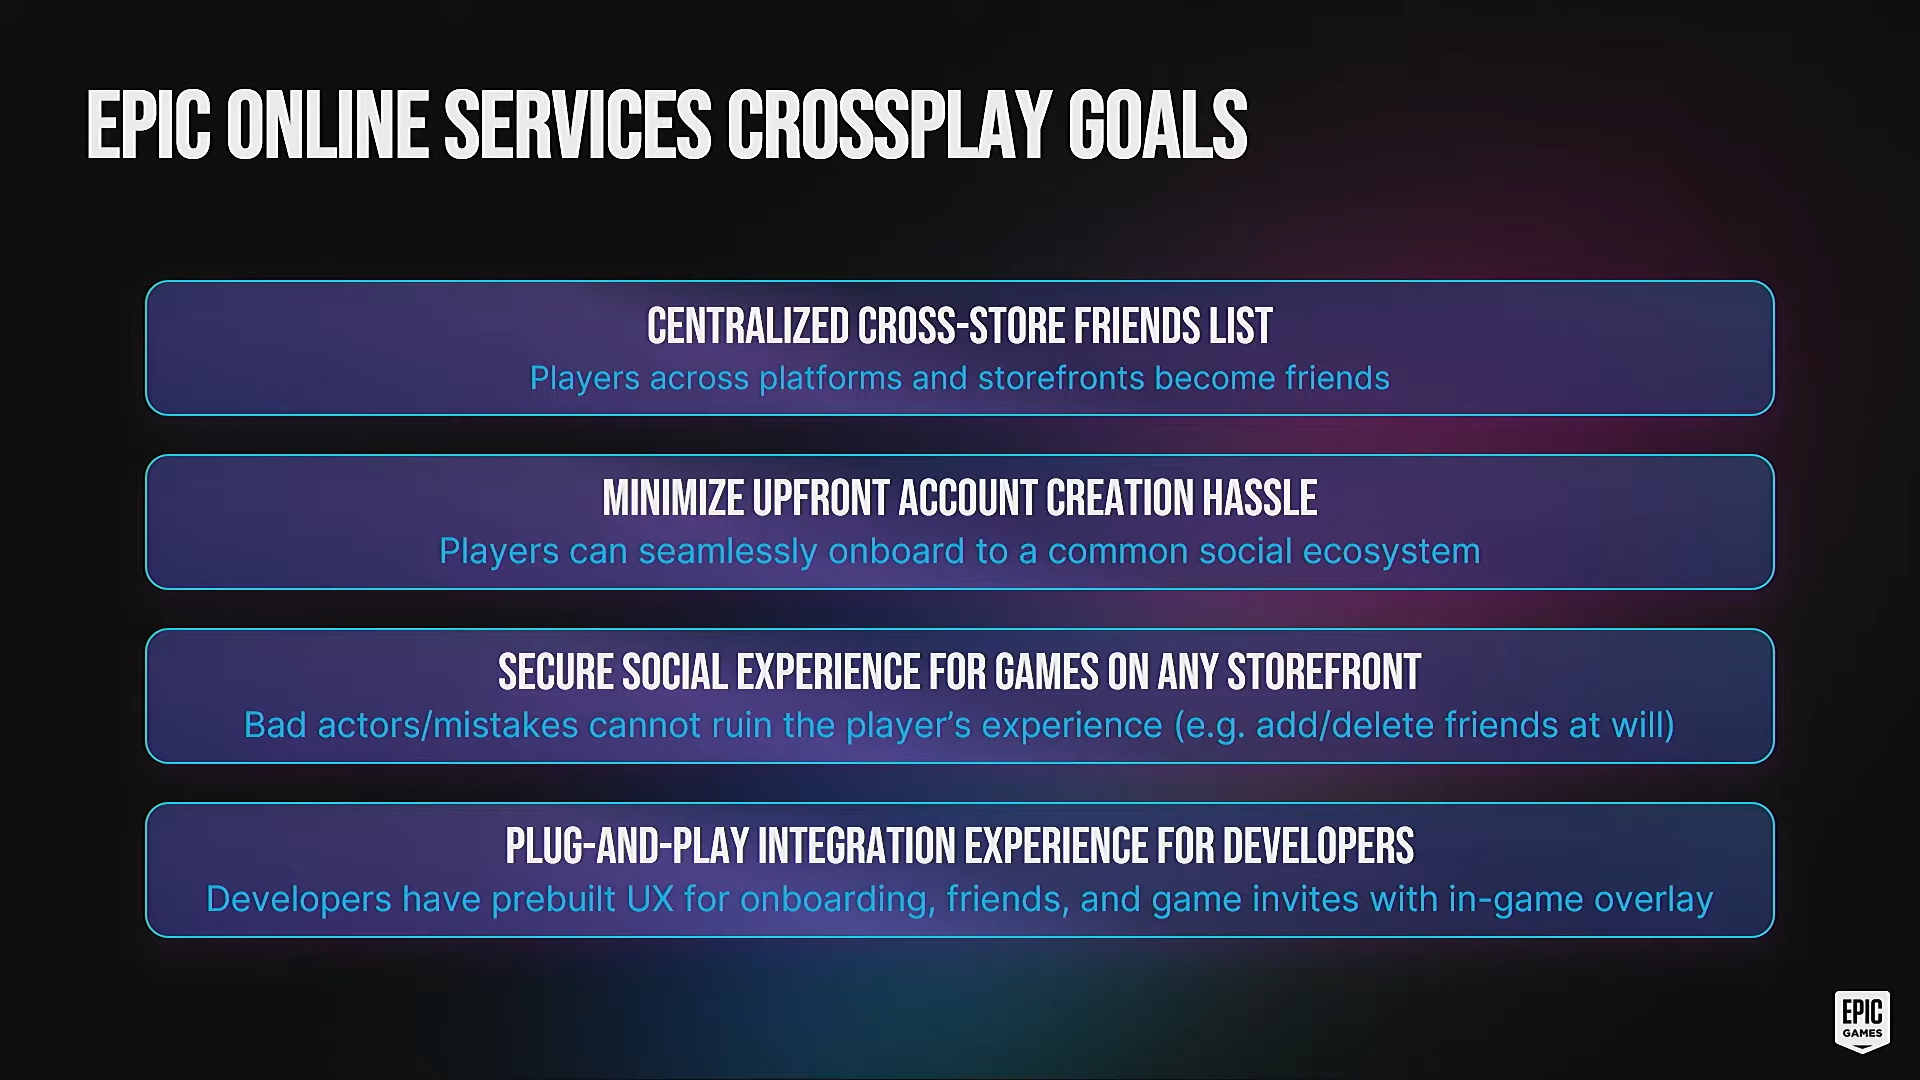 EPIC ONLINE SERVICES CROSSPLAY GOALS
CENTRALIZED CROSS-STORE FRIENDS LIST
Players across platforms and storefronts become friends
MINIMIZE UPFRONT ACCOUNT CREATION HASSLE
Players can seamlessly onboard to a common social ecosystem
SECURE SOCIAL EXPERIENCE FOR GAMES ON ANY STOREFRONT
Bad actors/mistakes cannot ruin the player’s experience (e.g. add/delete friends at will)
PLUG-AND-PLAY INTEGRATION EXPERIENCE FOR DEVELOPERS
Developers have prebuilt UX for onboarding, friends, and game invites with in-game overlay
EPIC
GAMES